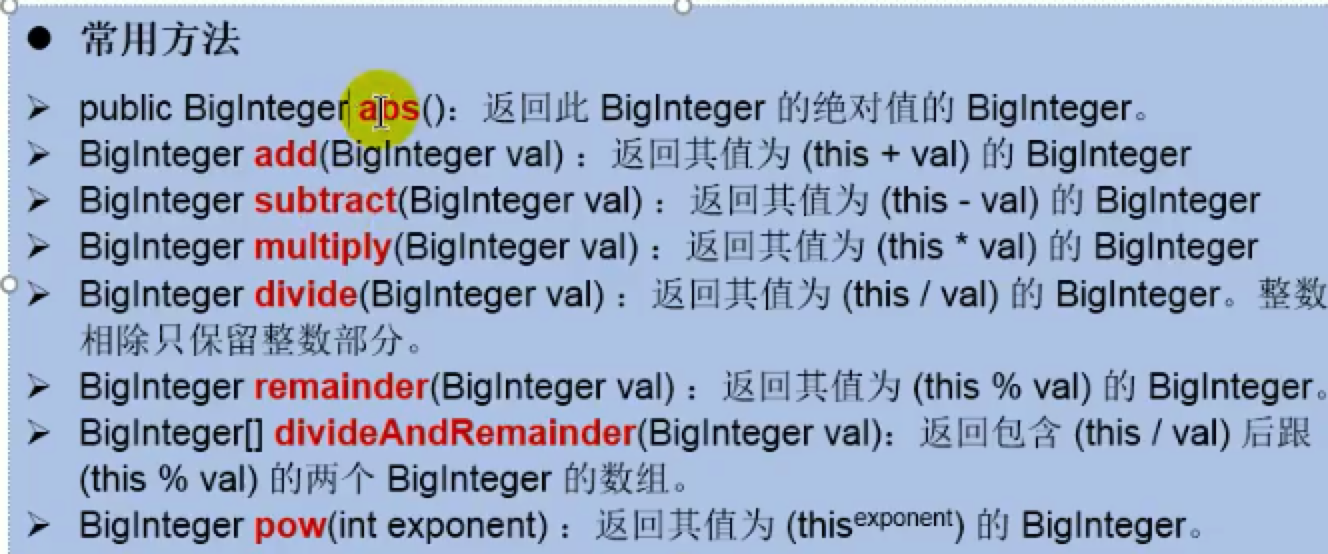 ● 常用方法
➢ public BigInteger abs()：返回此 BigInteger 的绝对值的 BigInteger。
➢ BigInteger add(BigInteger val) ：返回其值为 (this + val) 的 BigInteger
➢ BigInteger subtract(BigInteger val) ：返回其值为 (this - val) 的 BigInteger
➢ BigInteger multiply(BigInteger val) ：返回其值为 (this * val) 的 BigInteger
➢ BigInteger divide(BigInteger val) ：返回其值为 (this / val) 的 BigInteger。整数
相除只保留整数部分。
➢ BigInteger remainder(BigInteger val) ：返回其值为 (this % val) 的 BigInteger。
➢ BigInteger[] divideAndRemainder(BigInteger val)：返回包含 (this / val) 后跟
(this % val) 的两个 BigInteger 的数组。
➢ BigInteger pow(int exponent) ：返回其值为 (thisexponent) 的 BigInteger。